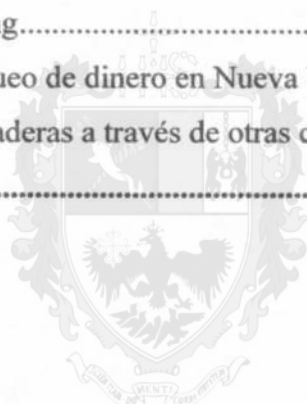 g..............................................
ueo de dinero en Nueva
aderas a través de otras c
..................................................